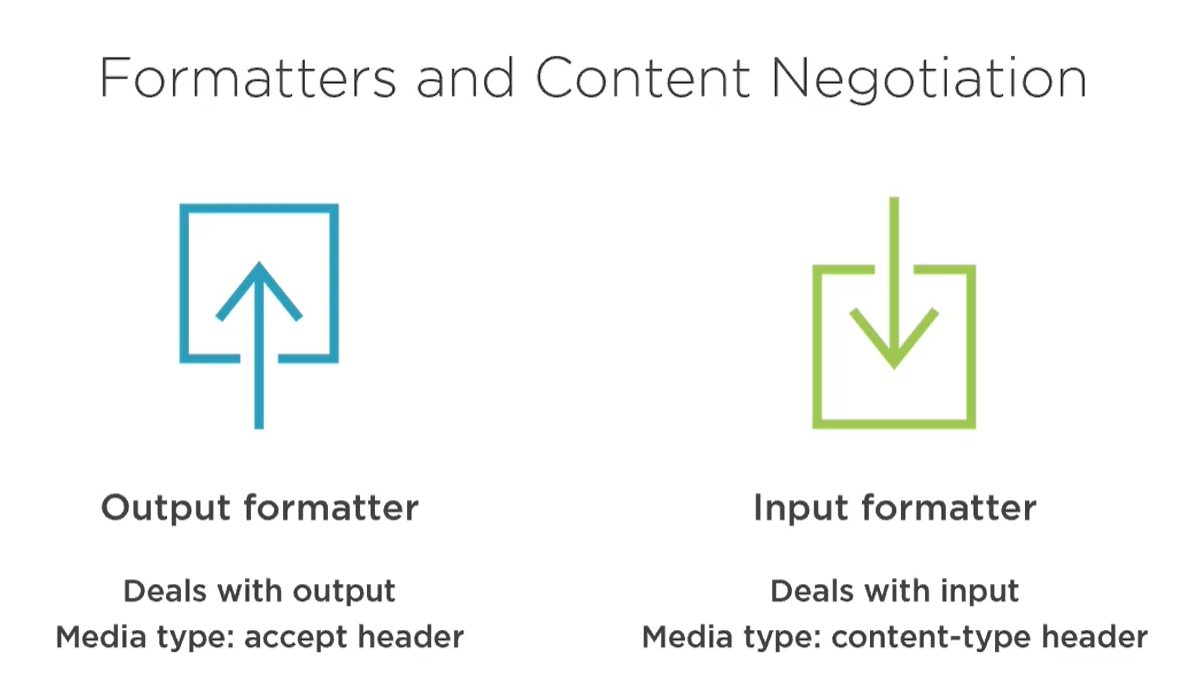 Formatters and Content Negotiation
Output formatter
Deals with output
Media type: accept header
Input formatter
Deals with input
Media type: content-type header